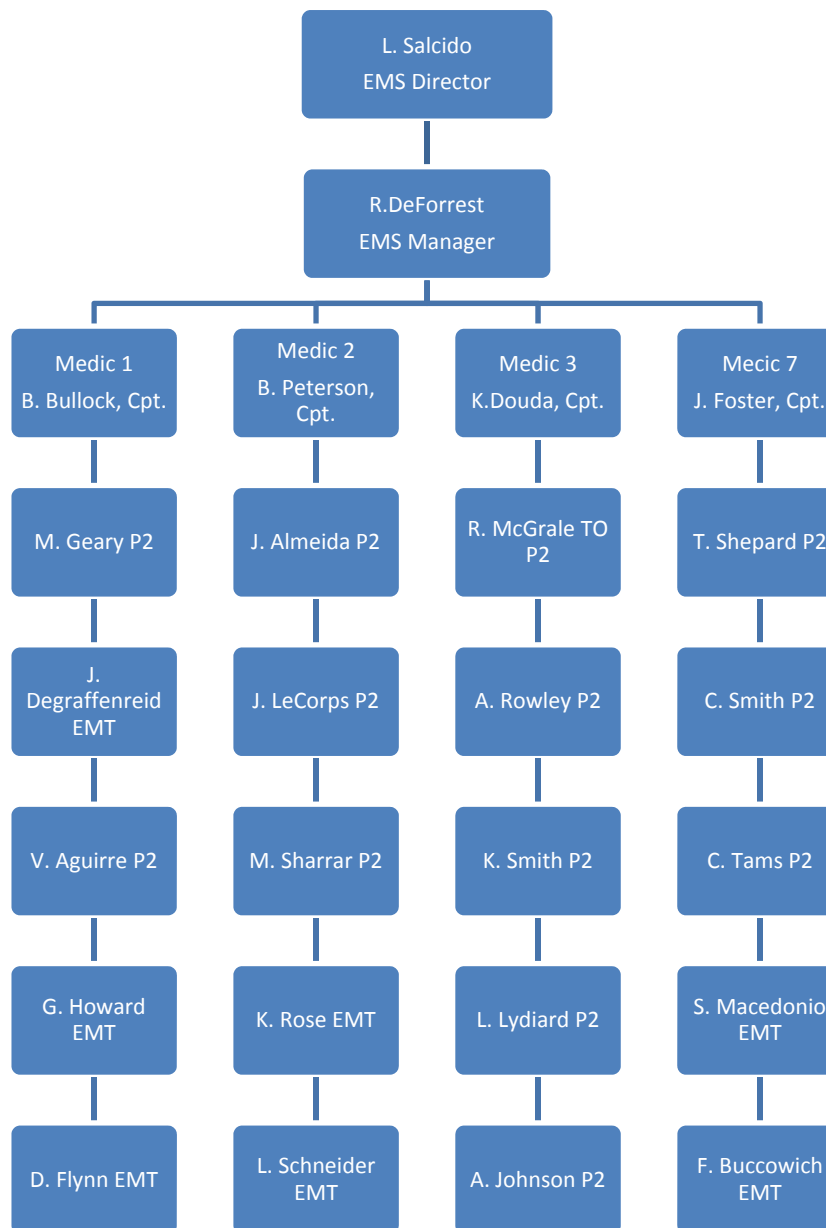 L. Salcido
EMS Director
R.DeForrest
EMS Manager
Medic 1
B. Bullock, Cpt.
Medic 2
B. Peterson,
Cpt.
Medic 3
K.Douda, Cpt.
Mecic 7
J. Foster, Cpt.
M. Geary P2
J. Almeida P2
R. McGrale TO
P2
T. Shepard P2
J.
Degraffenreid
EMT
J. LeCorps P2
A. Rowley P2
C. Smith P2
V. Aguirre P2
M. Sharrar P2
K. Smith P2
C. Tams P2
G. Howard
EMT
K. Rose EMT
L. Lydiard P2
S. Macedonio
EMT
D. Flynn EMT
L. Schneider
EMT
A. Johnson P2
F. Buccowich
EMT